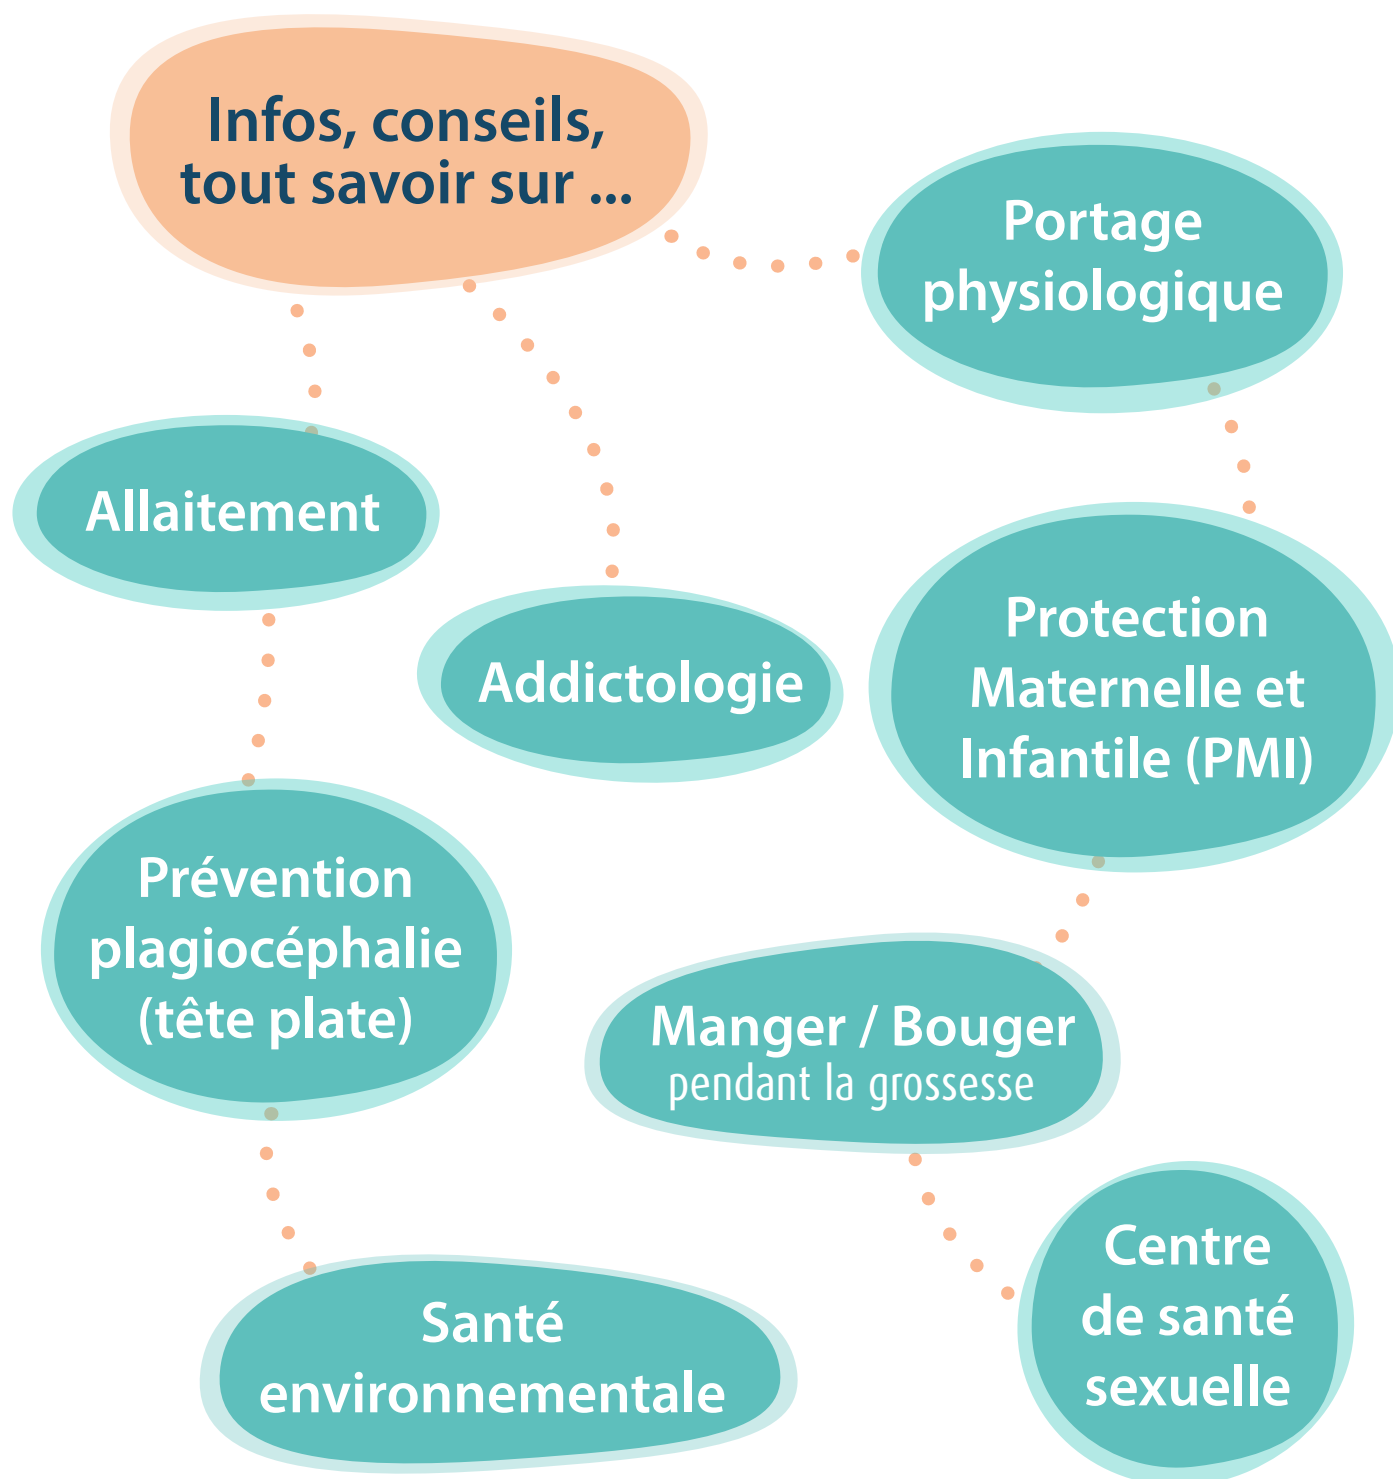 Infos, conseils,
tout savoir sur ...
Portage
physiologique
Allaitement
Addictologie
Protection
Maternelle et
Infantile (PMI)
Prévention
plagiocéphalie
(tête plate)
Manger / Bouger
pendant la grossesse
Centre
de santé
sexuelle
Santé
environnementale